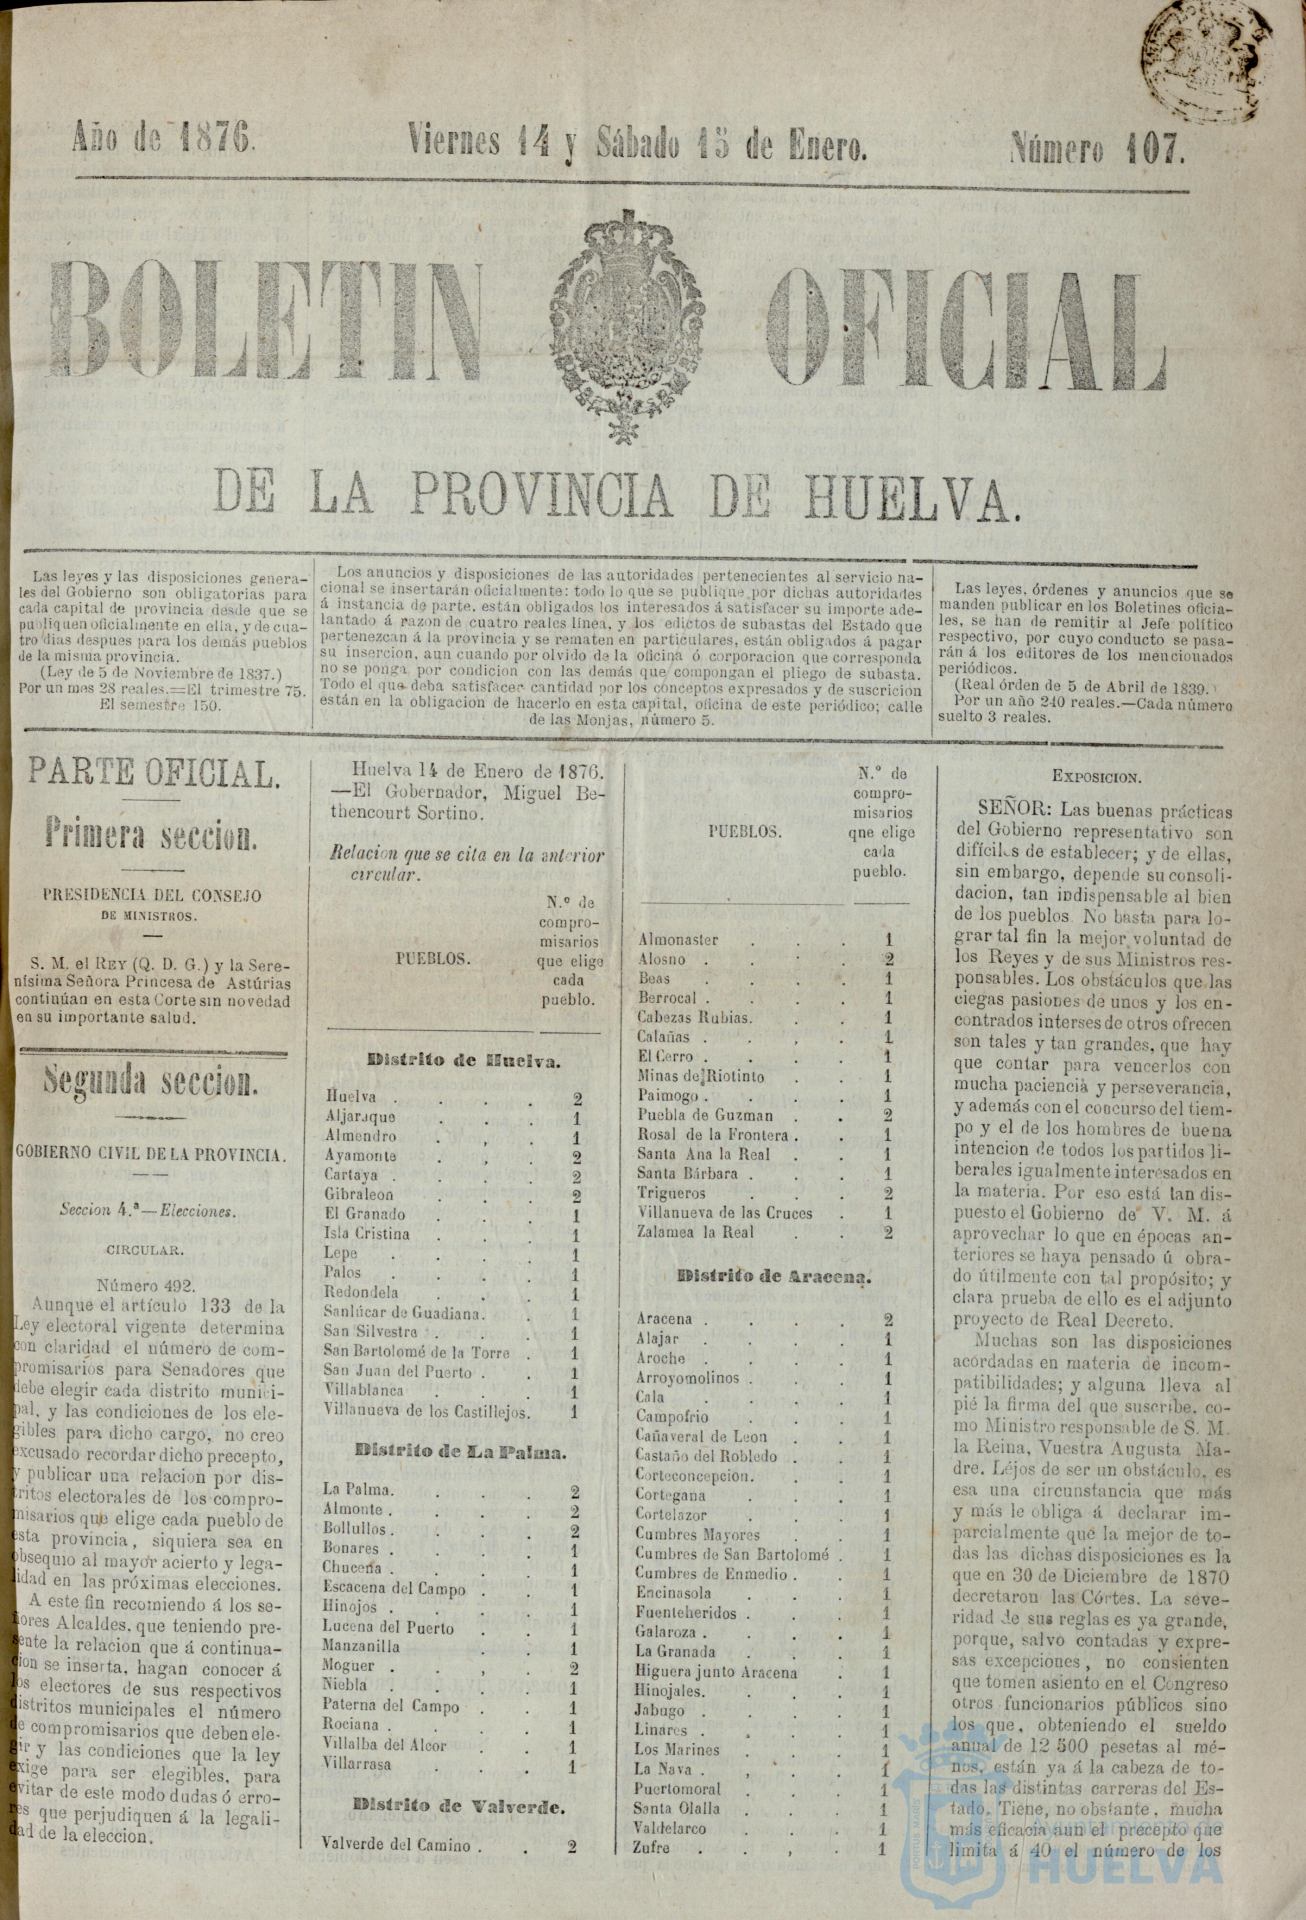 Año de 1876.
Viernes 14 y Sábado 15 de Enero.
Número 107.
BOLETIN OFICIAL
DE LA PROVINCIA DE HUELVA.
Las leyes y las disposiciones genera-
les del Gobierno son obligatorias para
cada capital de provincia desde que se
publiquen oficialmente en ella, y de cua-
tro dias despues para los demás pueblos
de la misma provincia.
(Ley de 5 de Noviembre de 1837.)
Por un mes 28 reales.=El trimestre 75.
El semestre 150.
Los anuncios y disposiciones de las autoridades pertenecientes al servicio na-
cional se insertarán oficialmente: todo lo que se publique por dichas autoridades
á instancia de parte, están obligados los interesados á satisfacer su importe ade-
lantado á razon de cuatro reales línea, y los edictos de subastas del Estado que
pertenezcan á la provincia y se rematen en particulares, están obligados á pagar
su insercion, aun cuando por olvido de la oficina ó corporacion que corresponda
no se ponga por condicion con las demás que compongan el pliego de subasta.
Todo el que deba satisfacer cantidad por los conceptos expresados y de suscricion
están en la obligacion de hacerlo en esta capital, oficina de este periódico; calle
de las Monjas, número 5.
Las leyes, órdenes y anuncios que se
manden publicar en los Boletines oficia-
les, se han de remitir al Jefe político
respectivo, por cuyo conducto se pasa-
rán á los editores de los mencionados
periódicos.
(Real órden de 5 de Abril de 1839.
Por un año 240 reales.—Cada número
suelto 3 reales.
PARTE OFICIAL.
Primera seccion.
PRESIDENCIA DEL CONSEJO
DE MINISTROS.
S. M. el REY (Q. D. G.) y la Sere-
nísima Señora Princesa de Astúrias
continúan en esta Corte sin novedad
en su importante salud.
Segunda seccion.
GOBIERNO CIVIL DE LA PROVINCIA.
Seccion 4.ª—Elecciones.
CIRCULAR.
Número 492.
Aunque el artículo 133 de la
Ley electoral vigente determina
con claridad el número de com-
promisarios para Senadores que
debe elegir cada distrito munici-
pal, y las condiciones de los ele-
gibles para dicho cargo, no creo
excusado recordar dicho precepto,
y publicar una relacion por dis-
tritos electorales de los compro-
misarios que elige cada pueblo de
esta provincia, siquiera sea en
obsequio al mayor acierto y lega-
lidad en las próximas elecciones.
A este fin recomiendo á los se-
ñores Alcaldes, que teniendo pre-
sente la relacion que á continua-
cion se inserta, hagan conocer á
los electores de sus respectivos
distritos municipales el número
de compromisarios que deben ele-
gir y las condiciones que la ley
exige para ser elegibles, para
evitar de este modo dudas ó erro-
res que perjudiquen á la legali-
dad de la eleccion.
Huelva 14 de Enero de 1876.
—El Gobernador, Miguel Be-
thencourt Sortino.
Relacion que se cita en la anterior
circular.
PUEBLOS.
N.º de
compro-
misarios
que elige
cada
pueblo.
Distrito de Huelva.
Huelva . . . . 2
Aljaraque . . . 1
Almendro . , . 1
Ayamonte . , . 2
Cartaya . . . . 2
Gibraleon . . . 2
El Granado . . . 1
Isla Cristina . . . 1
Lepe . . . . 1
Palos . . . . 1
Redondela . . . 1
Sanlúcar de Guadiana. . 1
San Silvestre . . . 1
San Bartolomé de la Torre . 1
San Juan del Puerto . . 1
Villablanca . . . 1
Villanueva de los Castillejos. 1
Distrito de La Palma.
La Palma. . . . 2
Almonte . . . . 2
Bollullos . . . . 2
Bonares . . . . 1
Chucena . . . . 1
Escacena del Campo . . 1
Hinojos . . . . 1
Lucena del Puerto . . 1
Manzanilla . . . 1
Moguer . . , . 2
Niebla . . . . 1
Paterna del Campo . . 1
Rociana . . . . 1
Villalba del Alcor . . 1
Villarrasa . . . 1
Distrito de Valverde.
Valverde del Camino . . 2
PUEBLOS.
N.º de
compro-
misarios
qne elige
cada
pueblo.
Almonaster . . . 1
Alosno . . . . 2
Beas . . . . 1
Berrocal . . . . 1
Cabezas Rubias. . . 1
Calañas . . , . 1
El Cerro . . . . 1
Minas de Riotinto . . 1
Paimogo . . . . 1
Puebla de Guzman . . 2
Rosal de la Frontera . . 1
Santa Ana la Real . . 1
Santa Bárbara . . . 1
Trigueros . . . 2
Villanueva de las Cruces . 1
Zalamea la Real . . 2
Distrito de Aracena.
Aracena . . . . 2
Alajar . . . . 1
Aroche . . . . 1
Arroyomolinos . . . 1
Cala . . . . 1
Campofrio . . . 1
Cañaveral de Leon . . 1
Castaño del Robledo . . 1
Corteconcepcion. . . 1
Cortegana . . . 1
Cortelazor . . . 1
Cumbres Mayores . . 1
Cumbres de San Bartolomé . 1
Cumbres de Enmedio . . 1
Encinasola . . . 1
Fuenteheridos . . . 1
Galaroza . . . . 1
La Granada . . . 1
Higuera junto Aracena . 1
Hinojales. . . . 1
Jabugo . . . . 1
Linares . . . . 1
Los Marines . . . 1
La Nava . , . . 1
Puertomoral . . . 1
Santa Olalla . . . 1
Valdelarco . . . 1
Zufre . . , . 1
EXPOSICION.
SEÑOR: Las buenas prácticas
del Gobierno representativo son
difíciles de establecer; y de ellas,
sin embargo, depende su consoli-
dacion, tan indispensable al bien
de los pueblos. No basta para lo-
grar tal fin la mejor voluntad de
los Reyes y de sus Ministros res-
ponsables. Los obstáculos que las
ciegas pasiones de unos y los en-
contrados interses de otros ofrecen
son tales y tan grandes, que hay
que contar para vencerlos con
mucha paciencia y perseverancia,
y además con el concurso del tiem-
po y el de los hombres de buena
intencion de todos los partidos li-
berales igualmente interesados en
la materia. Por eso está tan dis-
puesto el Gobierno de V. M. á
aprovechar lo que en épocas an-
teriores se haya pensado ú obra-
do útilmente con tal propósito; y
clara prueba de ello es el adjunto
proyecto de Real Decreto.
Muchas son las disposiciones
acordadas en materia de incom-
patibilidades; y alguna lleva al
pié la firma del que suscribe, co-
mo Ministro responsable de S. M.
la Reina, Vuestra Augusta Ma-
dre. Léjos de ser un obstáculo, es
esa una circunstancia que más
y más le obliga á declarar im-
parcialmente que la mejor de to-
das las dichas disposiciones es la
que en 30 de Diciembre de 1870
decretaron las Córtes. La seve-
ridad de sus reglas es ya grande,
porque, salvo contadas y expre-
sas excepciones, no consienten
que tomen asiento en el Congreso
otros funcionarios públicos sino
los que, obteniendo el sueldo
anual de 12 500 pesetas al mé-
nos, están ya á la cabeza de to-
das las distintas carreras del Es-
tado. Tiene, no obstante, mucha
más eficacia aun el precepto que
limita á 40 el número de los
HUELVA